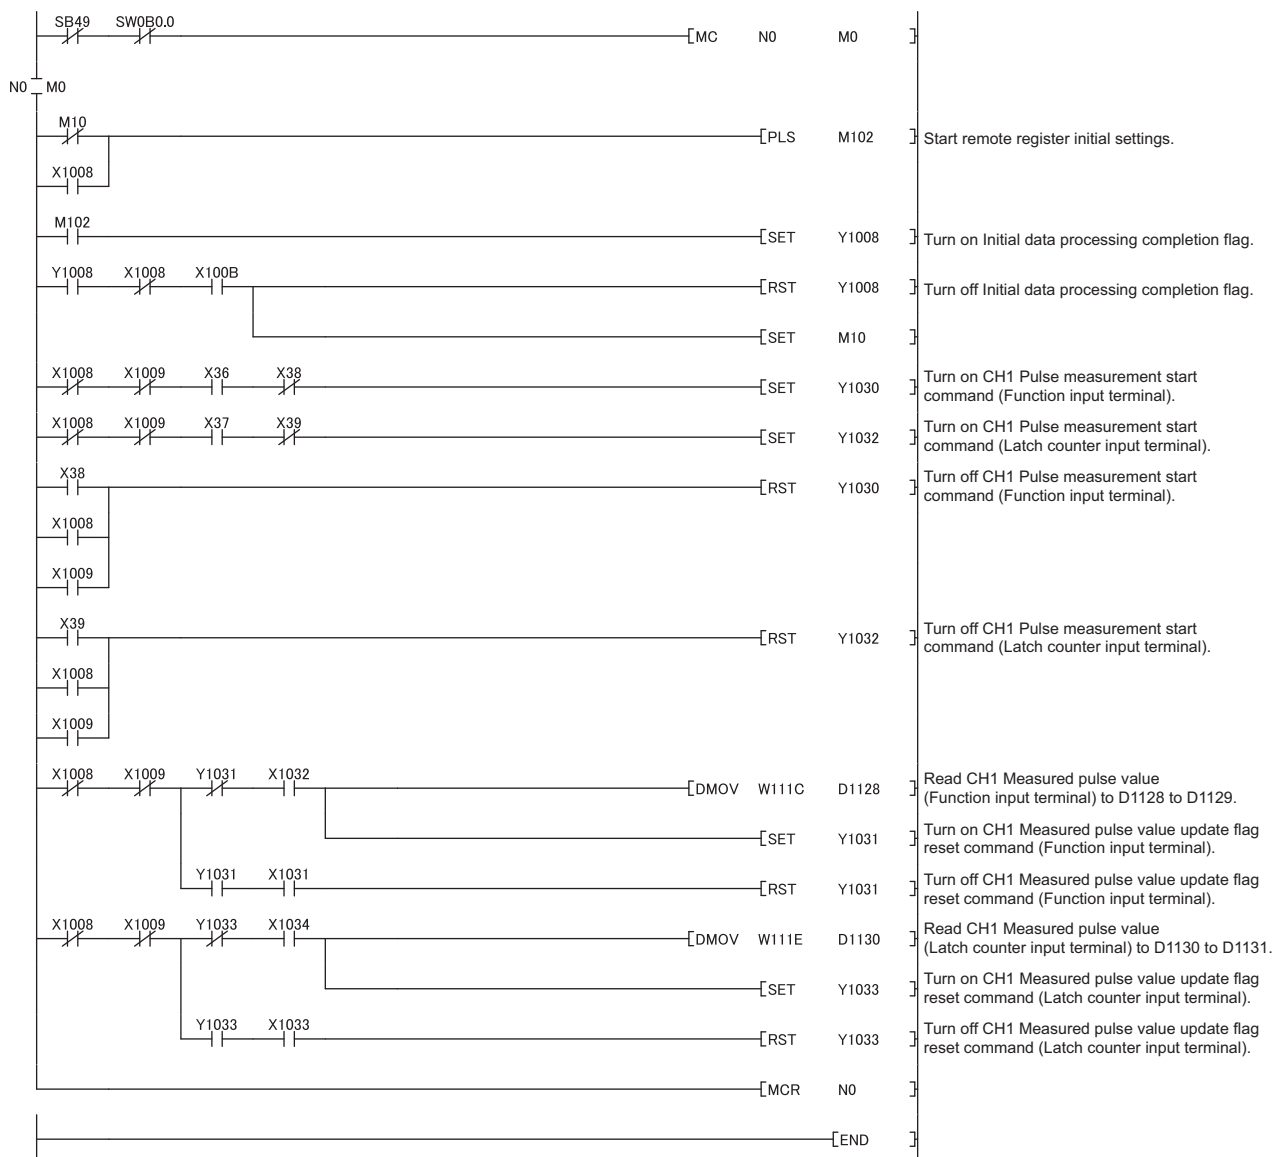 SB49 SW0B0.0
MC N0 M0
N0 M0
M10
PLS M102 Start remote register initial settings.
X1008
M102
SET Y1008 Turn on Initial data processing completion flag.
Y1008 X1008 X100B
RST Y1008 Turn off Initial data processing completion flag.
SET M10
X1008 X1009 X36 X38
SET Y1030 Turn on CH1 Pulse measurement start
command (Function input terminal).
X1008 X1009 X37 X39
SET Y1032 Turn on CH1 Pulse measurement start
command (Latch counter input terminal).
X38
RST Y1030 Turn off CH1 Pulse measurement start
command (Function input terminal).
X1008
X1009
X39
RST Y1032 Turn off CH1 Pulse measurement start
command (Latch counter input terminal).
X1008
X1009
X1008 X1009 Y1031 X1032
DMOV W111C D1128 Read CH1 Measured pulse value
(Function input terminal) to D1128 to D1129.
SET Y1031 Turn on CH1 Measured pulse value update flag
reset command (Function input terminal).
Y1031 X1031
RST Y1031 Turn off CH1 Measured pulse value update flag
reset command (Function input terminal).
X1008 X1009 Y1033 X1034
DMOV W111E D1130 Read CH1 Measured pulse value
(Latch counter input terminal) to D1130 to D1131.
SET Y1033 Turn on CH1 Measured pulse value update flag
reset command (Latch counter input terminal).
Y1033 X1033
RST Y1033 Turn off CH1 Measured pulse value update flag
reset command (Latch counter input terminal).
MCR N0
END